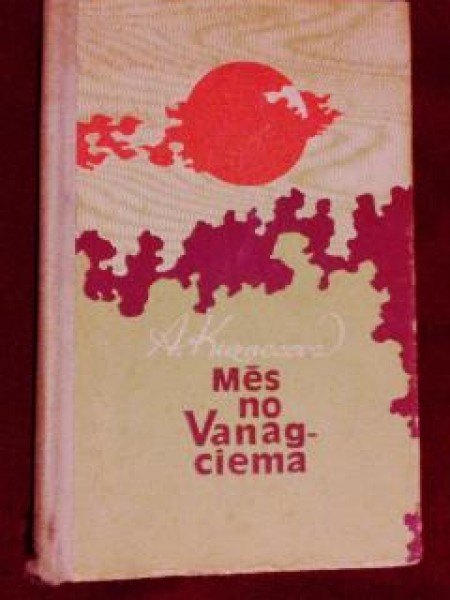 A. Kuzņecova
Mēs
no
Vanag-
ciema